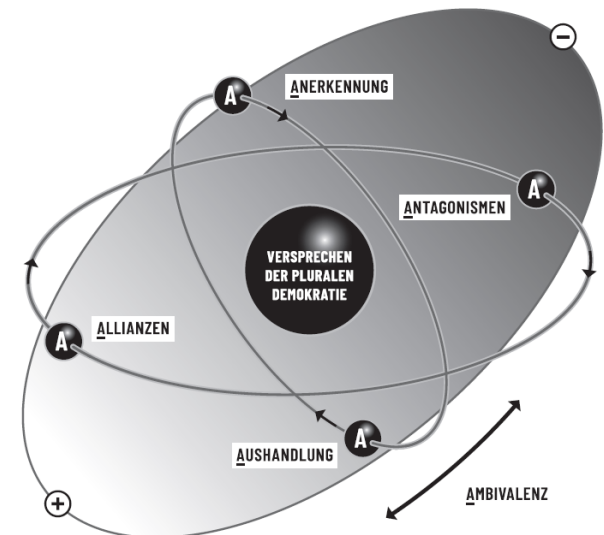 −
A
ANERKENNUNG
A
ANTAGONISMEN
VERSPRECHEN
DER PLURALEN
DEMOKRATIE
A
ALLIANZEN
A
AUSHANDLUNG
AMBIVALENZ
+